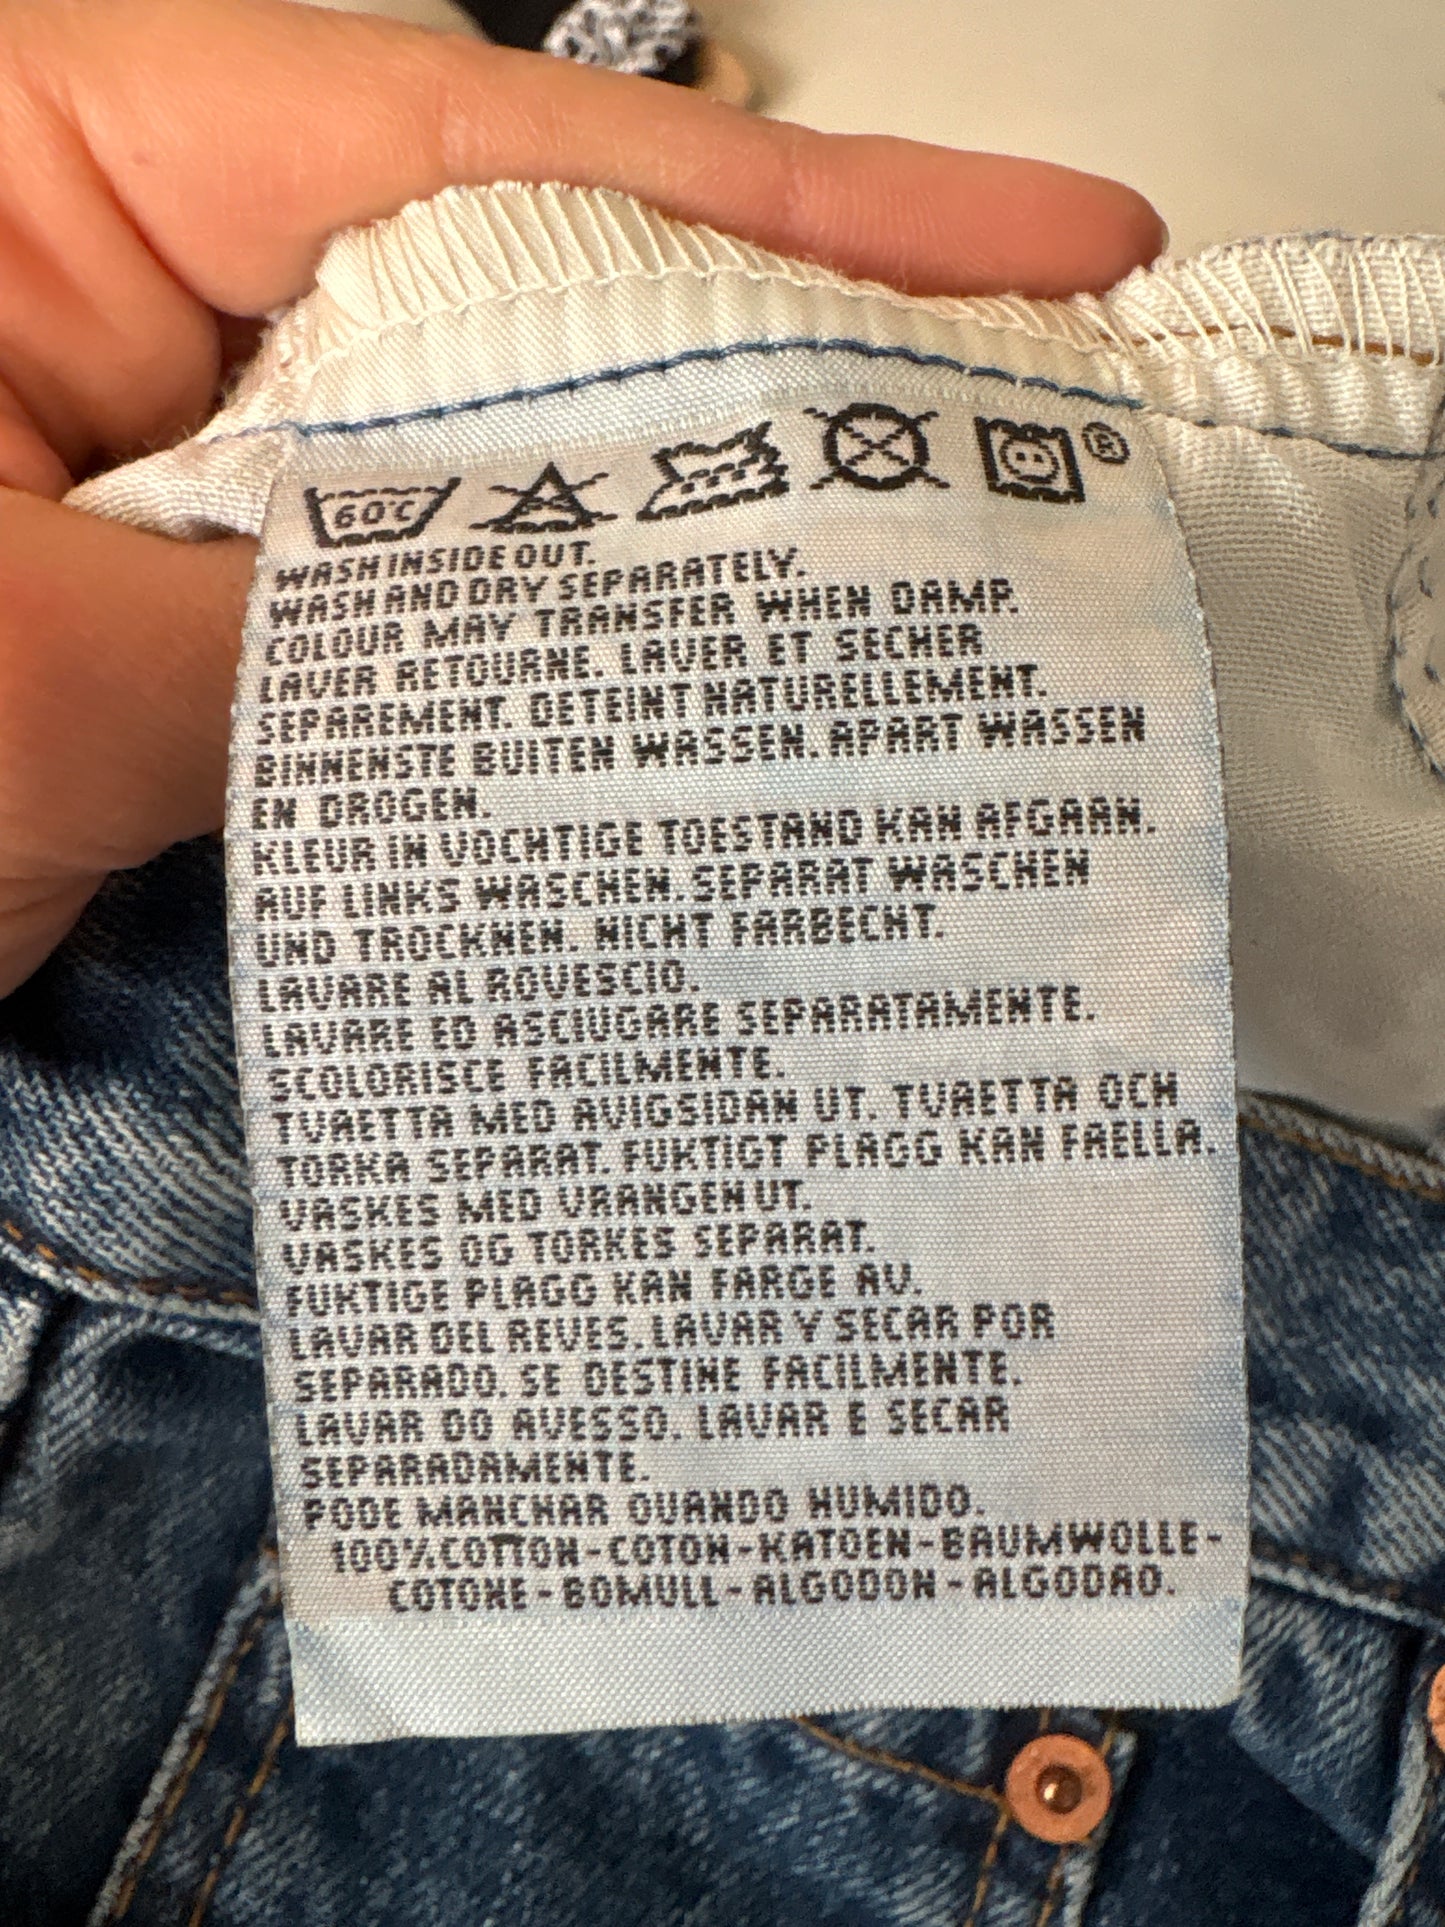 60°C
®
WASH INSIDE OUT.
WASH AND DRY SEPARATELY.
COLOUR MAY TRANSFER WHEN DAMP.
LAVER RETOURNE. LAVER ET SECHER
SEPAREMENT. DETEINT NATURELLEMENT.
BINNENSTE BUITEN WASSEN. APART WASSEN
EN DROGEN.
KLEUR IN VOCHTIGE TOESTAND KAN AFGAAN.
AUF LINKS WASCHEN. SEPARAT WASCHEN
UND TROCKNEN. NICHT FARBECHT.
LAVARE AL ROVESCIO.
LAVARE ED ASCIUGARE SEPARATAMENTE.
SCOLORISCE FACILMENTE.
TVAETTA MED AVIGSIDAN UT. TVAETTA OCH
TORKA SEPARAT. FUKTIGT PLAGG KAN FAELLA.
VASKES MED VRANGEN UT.
VASKES OG TORKES SEPARAT.
FUKTIGE PLAGG KAN FARGE AV.
LAVAR DEL REVES. LAVAR Y SECAR POR
SEPARADO. SE DESTINE FACILMENTE.
LAVAR DO AVESSO. LAVAR E SECAR
SEPARADAMENTE.
PODE MANCHAR QUANDO HUMIDO.
100% COTTON - COTON - KATOEN - BAUMWOLLE -
COTONE - BOMULL - ALGODON - ALGODAO.